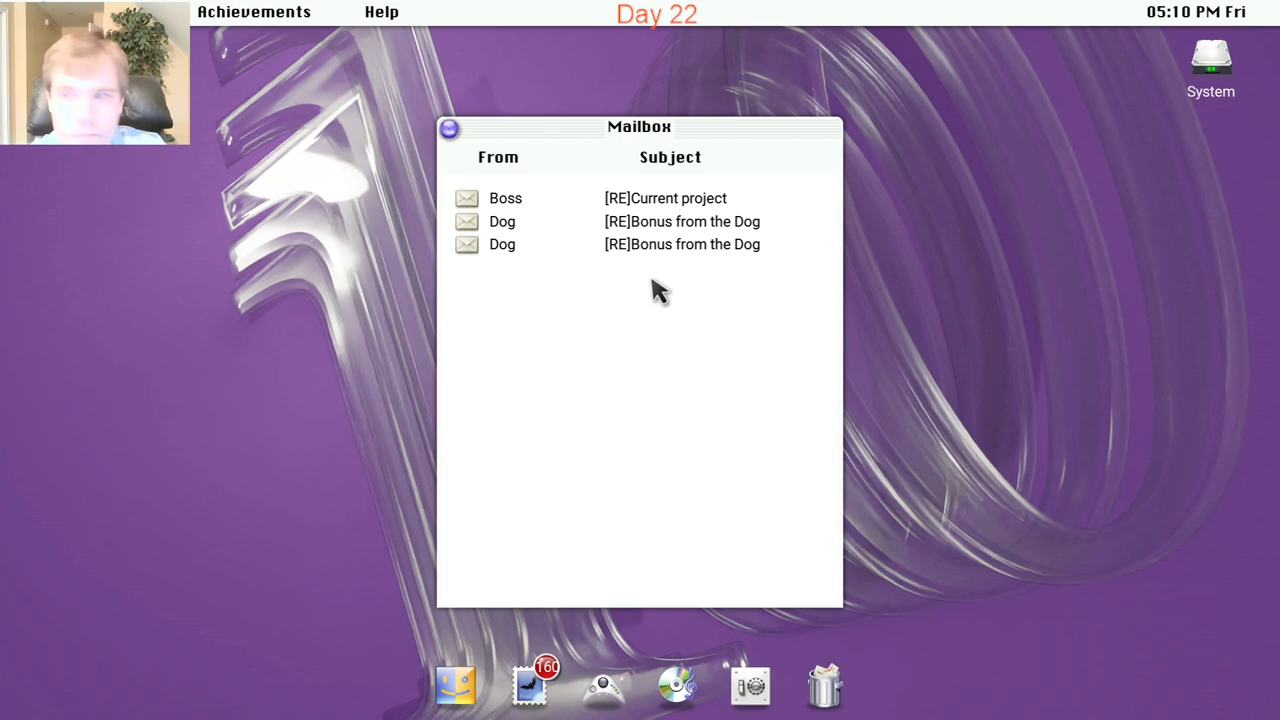 Achievements Help Day 22 05:10 PM Fri
System
Mailbox
From Subject
Boss [RE]Current project
Dog [RE]Bonus from the Dog
Dog [RE]Bonus from the Dog
160